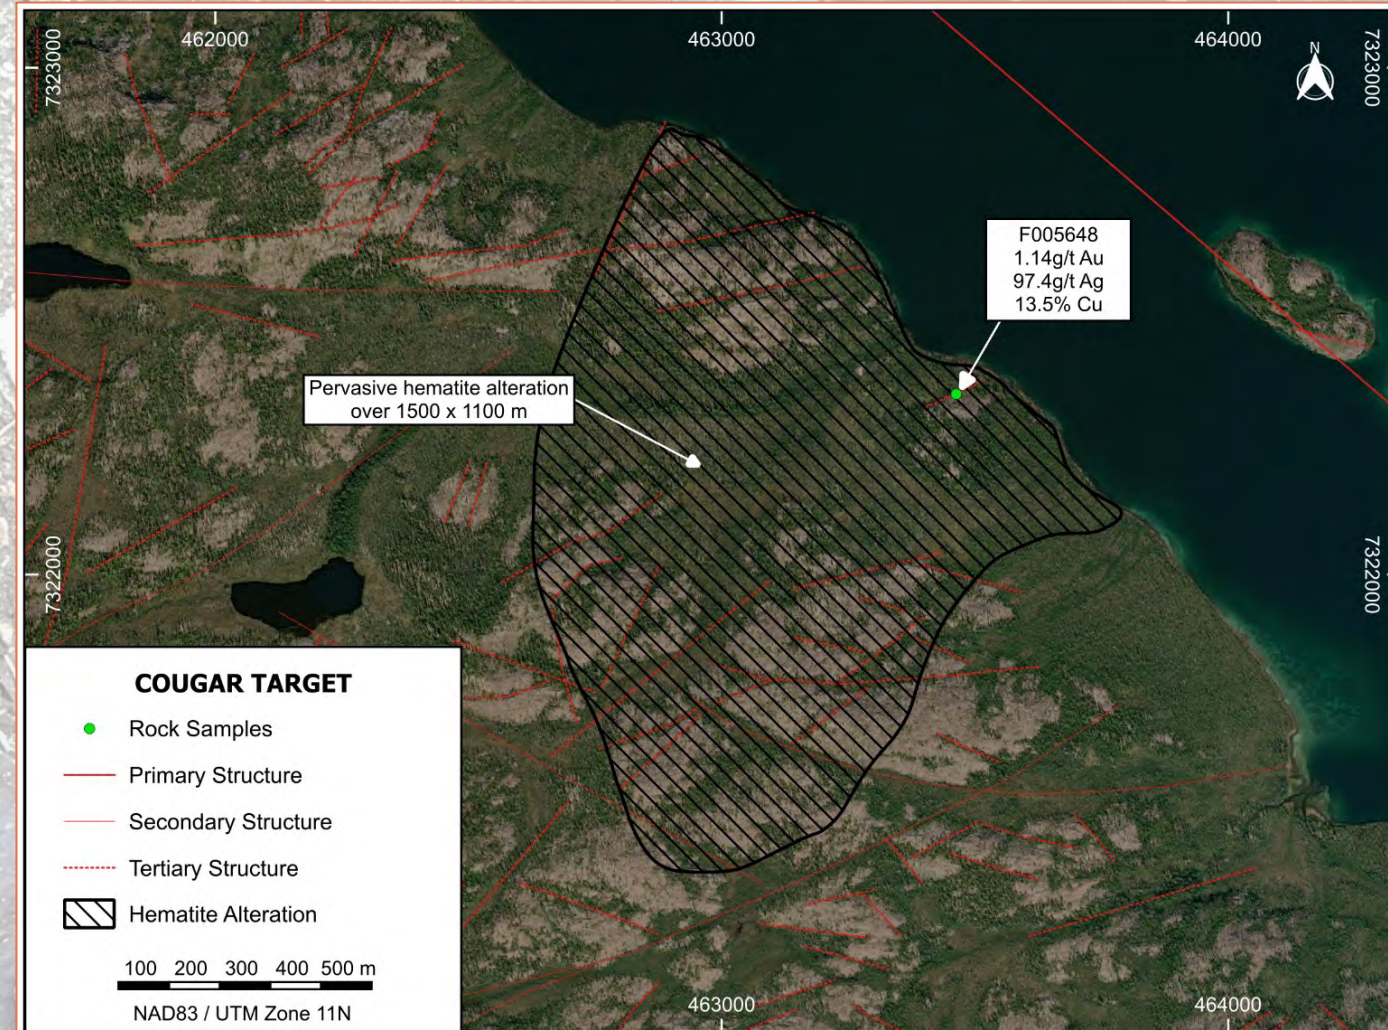 462000
463000
464000
7323000
N
7323000
F005648
1.14g/t Au
97.4g/t Ag
13.5% Cu
Pervasive hematite alteration
over 1500 x 1100 m
7322000
7322000
COUGAR TARGET
Rock Samples
Primary Structure
Secondary Structure
Tertiary Structure
Hematite Alteration
100 200 300 400 500 m
NAD83 / UTM Zone 11N
463000
464000